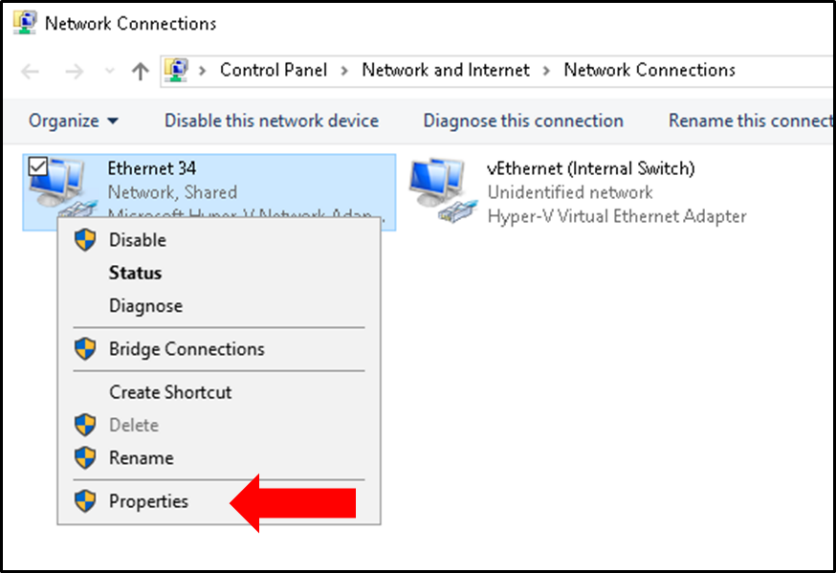 Network Connections
Control Panel > Network and Internet > Network Connections
Organize Disable this network device Diagnose this connection Rename this connect
Ethernet 34
Network, Shared
Microsoft Hyper-V Network Adap...
vEthernet (Internal Switch)
Unidentified network
Hyper-V Virtual Ethernet Adapter
Disable
Status
Diagnose
Bridge Connections
Create Shortcut
Delete
Rename
Properties